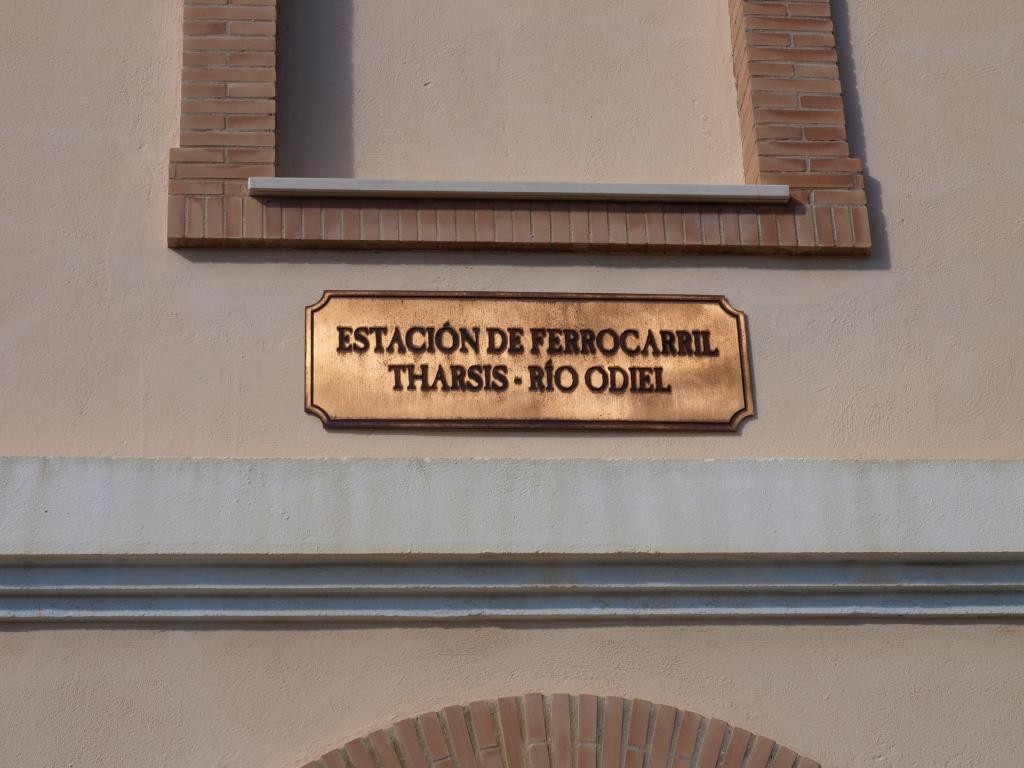 ESTACIÓN DE FERROCARRIL
THARSIS - RÍO ODIEL